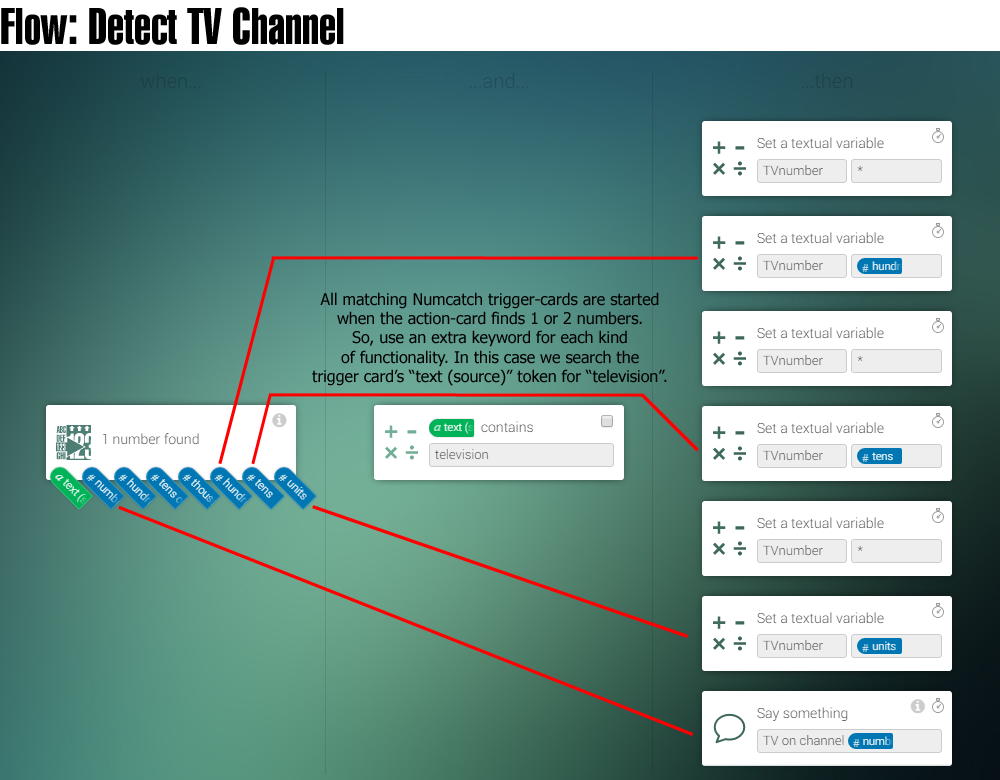 Flow: Detect TV Channel
when...
...and...
...then
Set a textual variable
TVnumber *
Set a textual variable
TVnumber # hundr
Set a textual variable
TVnumber *
Set a textual variable
TVnumber # tens
Set a textual variable
TVnumber *
Set a textual variable
TVnumber # units
Say something
TV on channel # numb
All matching Numcatch trigger-cards are started
when the action-card finds 1 or 2 numbers.
So, use an extra keyword for each kind
of functionality. In this case we search the
trigger card's “text (source)” token for “television”.
1 number found
a text (s
# numb
# hundr
# tens o
# thous
# hundr
# tens
# units
a text (s contains
television